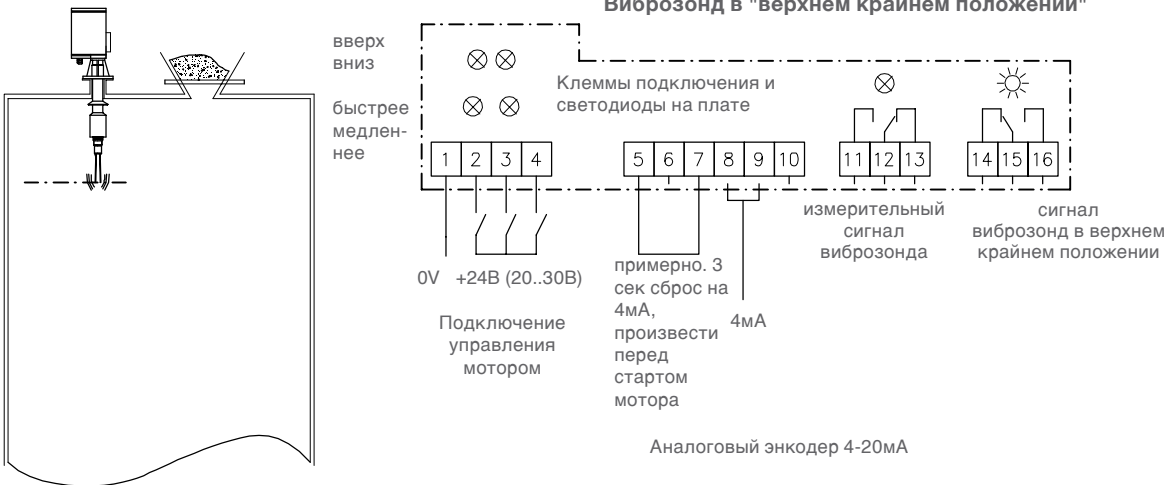 Виброзонд в "верхнем крайнем положении"
вверх
вниз
быстрее
медлен-
нее
Клеммы подключения и
светодиоды на плате
1 2 3 4
5 6 7 8 9 10
11 12 13
14 15 16
0V +24В (20..30В)
Подключение
управления
мотором
примерно. 3
сек сброс на
4мА,
произвести
перед
стартом
мотора
4мА
измерительный
сигнал
виброзонда
сигнал
виброзонд в верхнем
крайнем положении
Аналоговый энкодер 4-20мА